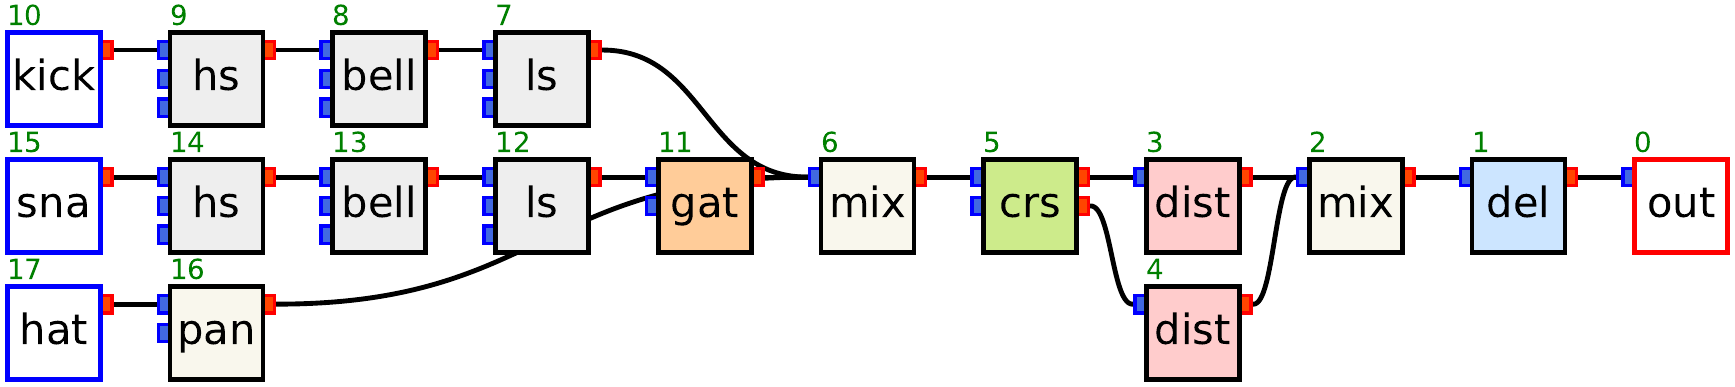 10 9 8 7
kick hs bell ls
15 14 13 12 11 6 5 3 2 1 0
sna hs bell ls gat mix crs dist mix del out
17 16 4
hat pan dist